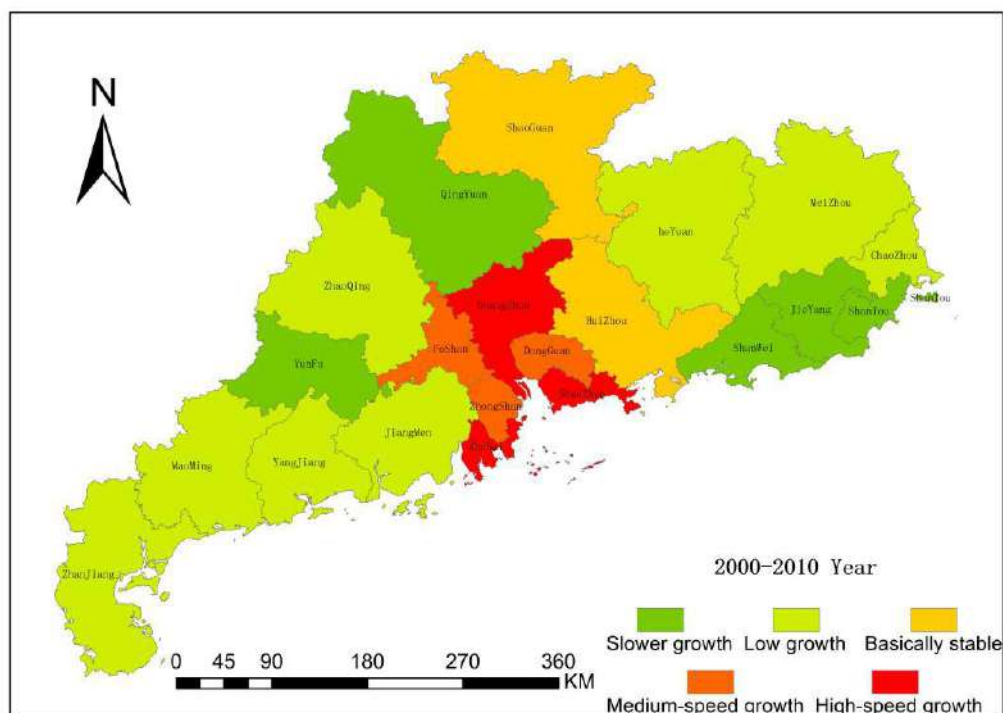 N
ShaoGuan
QingYuan
MeiZhou
heYuan
ChaoZhou
ZhaoQing
ShanTou
JieYang
ShanTou
HuiZhou
FoShan
DongGuan
ShanWei
YunFu
ZhongShan
JiangMen
MaoMing
YangJiang
ZhanJiang
2000-2010 Year
Slower growth
Low growth
Basically stable
0 45 90 180 270 360
KM
Medium-speed growth
High-speed growth